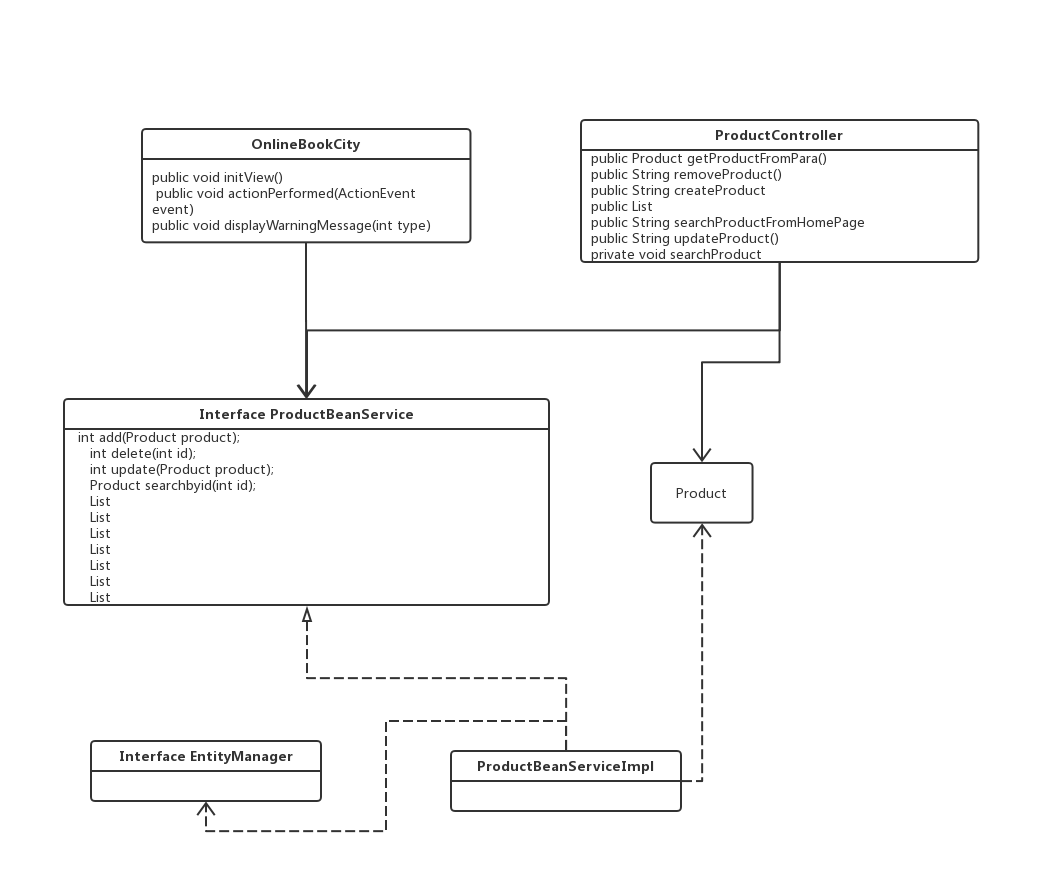 OnlineBookCity
public void initView()
public void actionPerformed(ActionEvent
event)
public void displayWarningMessage(int type)
ProductController
public Product getProductFromPara()
public String removeProduct()
public String createProduct
public List
public String searchProductFromHomePage
public String updateProduct()
private void searchProduct
Interface ProductBeanService
int add(Product product);
int delete(int id);
int update(Product product);
Product searchbyid(int id);
List
List
List
List
List
List
List
Product
Interface EntityManager
ProductBeanServiceImpl